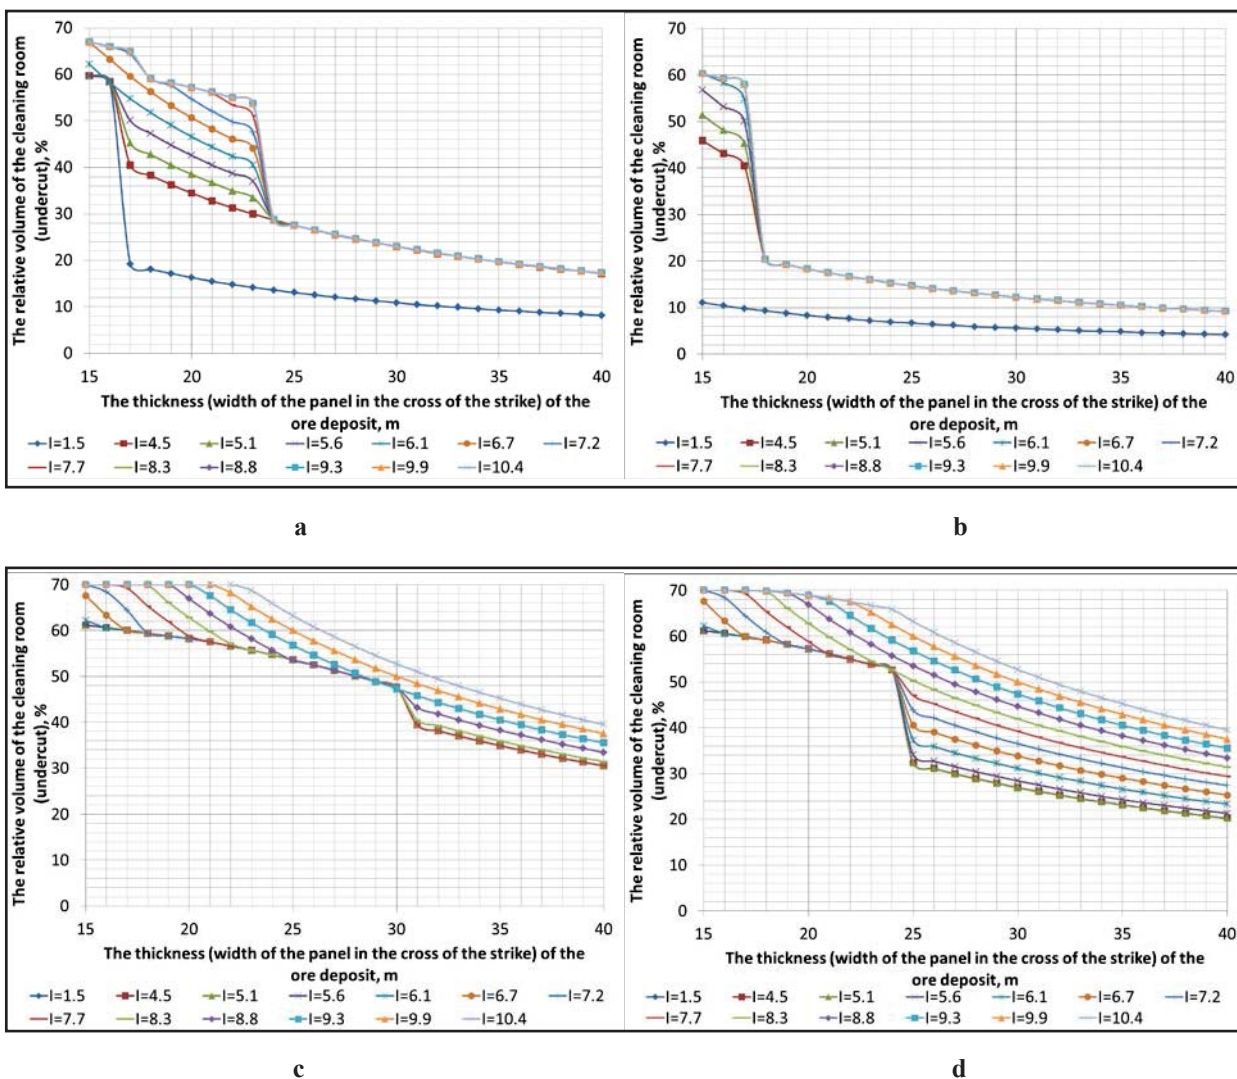 The relative volume of the cleaning room
(undercut), %
70
60
50
40
30
20
10
0
15 20 25 30 35 40
The thickness (width of the panel in the cross of the strike) of the
ore deposit, m
I=1.5 I=4.5 I=5.1 I=5.6 I=6.1 I=6.7 I=7.2
I=7.7 I=8.3 I=8.8 I=9.3 I=9.9 I=10.4
a
The relative volume of the cleaning room
(undercut), %
70
60
50
40
30
20
10
0
15 20 25 30 35 40
The thickness (width of the panel in the cross of the strike) of the
ore deposit, m
I=1.5 I=4.5 I=5.1 I=5.6 I=6.1 I=6.7 I=7.2
I=7.7 I=8.3 I=8.8 I=9.3 I=9.9 I=10.4
b
The relative volume of the cleaning room
(undercut), %
70
60
50
40
30
20
10
0
15 20 25 30 35 40
The thickness (width of the panel in the cross of the strike) of the
ore deposit, m
I=1.5 I=4.5 I=5.1 I=5.6 I=6.1 I=6.7 I=7.2
I=7.7 I=8.3 I=8.8 I=9.3 I=9.9 I=10.4
c
The relative volume of the cleaning room
(undercut), %
70
60
50
40
30
20
10
0
15 20 25 30 35 40
The thickness (width of the panel in the cross of the strike) of the
ore deposit, m
I=1.5 I=4.5 I=5.1 I=5.6 I=6.1 I=6.7 I=7.2
I=7.7 I=8.3 I=8.8 I=9.3 I=9.9 I=10.4
d